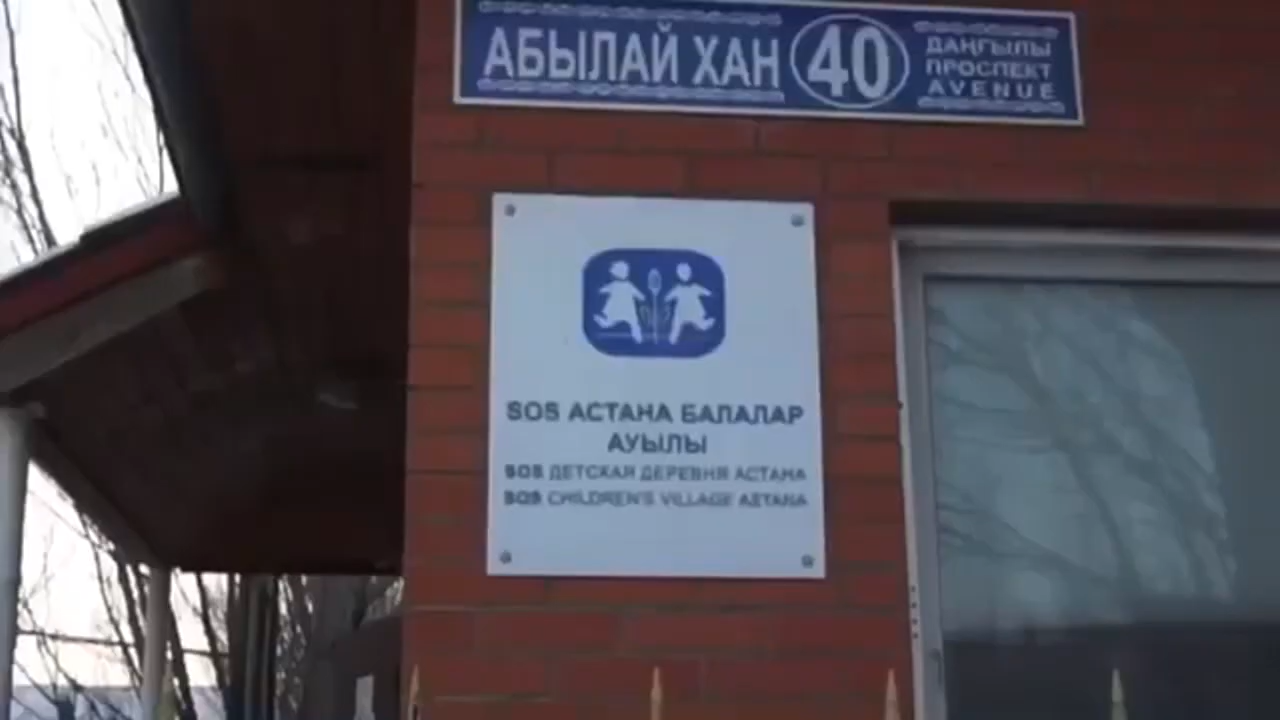 АБЫЛАЙ ХАН 40 ДАҢҒЫЛЫ
ПРОСПЕКТ
AVENUE
SOS АСТАНА БАЛАЛАР
АУЫЛЫ
SOS ДЕТСКАЯ ДЕРЕВНЯ АСТАНА
SOS CHILDREN'S VILLAGE ASTANA